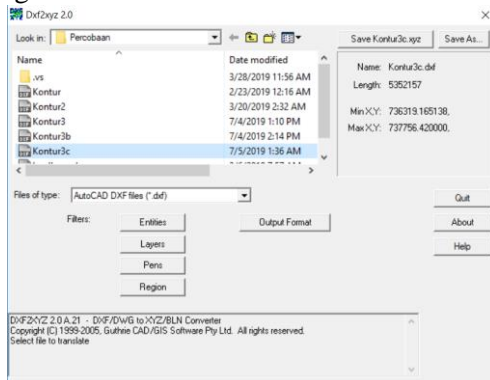 Dxf2xyz 2.0
Look in: Percobaan
Save Kontur3c.xyz Save As...
Name Date modified
.vs 3/28/2019 11:56 AM
Kontur 2/23/2019 12:16 AM
Kontur2 3/20/2019 2:32 AM
Kontur3 7/4/2019 1:10 PM
Kontur3b 7/4/2019 2:14 PM
Kontur3c 7/5/2019 1:36 AM
Name: Kontur3c.dxf
Length: 5352157
Min X,Y: 736319.165138,
Max X,Y: 737756.420000,
Files of type: AutoCAD DXF files (*.dxf)
Filters: Entities
Layers
Pens
Region
Output Format
Quit
About
Help
DXF2XYZ 2.0 A.21 - DXF/DWG to XYZ/BLN Converter
Copyright (C) 1999-2005, Guthrie CAD/GIS Software Pty Ltd. All rights reserved.
Select file to translate